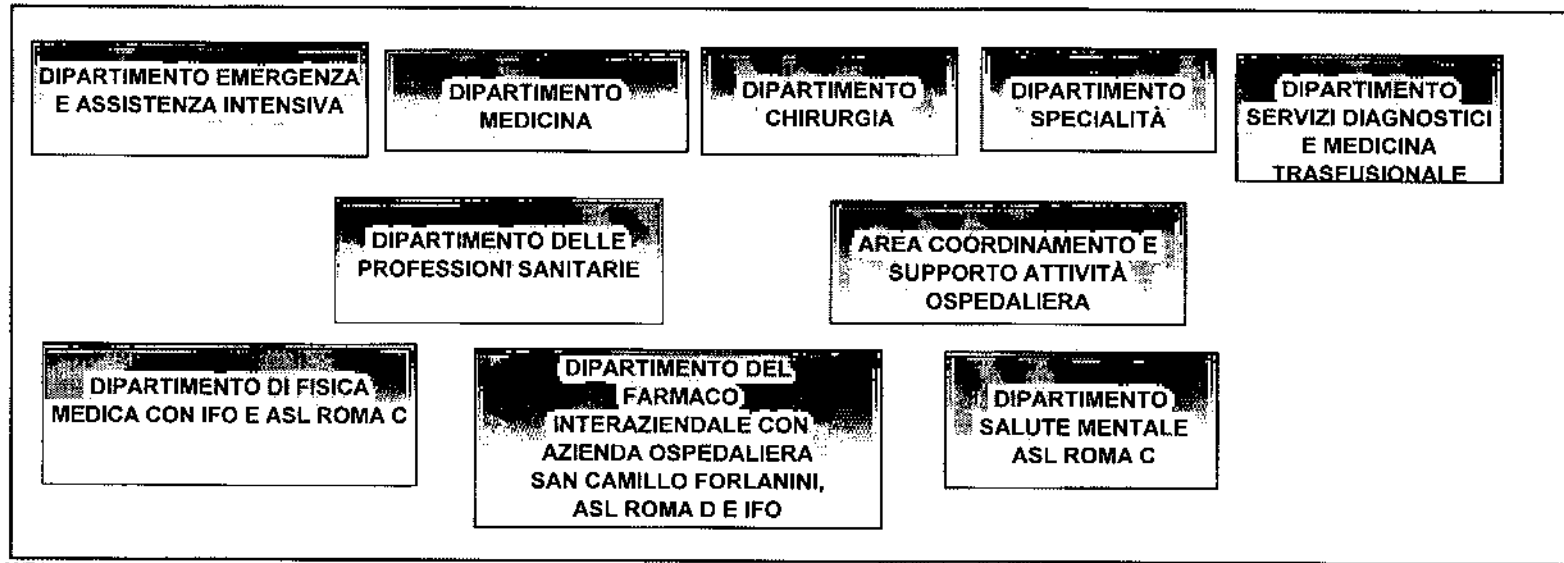 DIPARTIMENTO EMERGENZA
E ASSISTENZA INTENSIVA
DIPARTIMENTO
MEDICINA
DIPARTIMENTO
CHIRURGIA
DIPARTIMENTO
SPECIALITÀ
DIPARTIMENTO
SERVIZI DIAGNOSTICI
E MEDICINA
TRASFUSIONALE
DIPARTIMENTO DELLE
PROFESSIONI SANITARIE
AREA COORDINAMENTO E
SUPPORTO ATTIVITÀ
OSPEDALIERA
DIPARTIMENTO DI FISICA
MEDICA CON IFO E ASL ROMA C
DIPARTIMENTO DEL
FARMACO
INTERAZIENDALE CON
AZIENDA OSPEDALIERA
SAN CAMILLO FORLANINI,
ASL ROMA D E IFO
DIPARTIMENTO
SALUTE MENTALE
ASL ROMA C